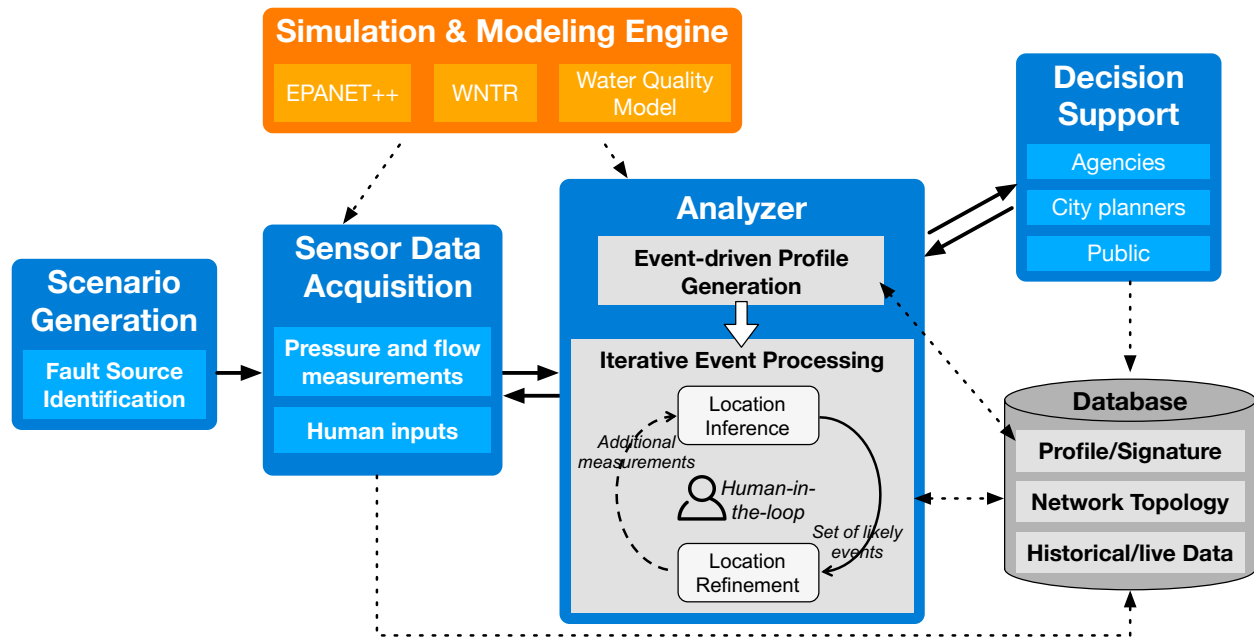 Simulation & Modeling Engine
EPANET++
WNTR
Water Quality
Model
Decision
Support
Agencies
City planners
Public
Scenario
Generation
Fault Source
Identification
Sensor Data
Acquisition
Pressure and flow
measurements
Human inputs
Analyzer
Event-driven Profile
Generation
Iterative Event Processing
Location
Inference
Additional
measurements
Human-in-
the-loop
Set of likely
events
Location
Refinement
Database
Profile/Signature
Network Topology
Historical/live Data